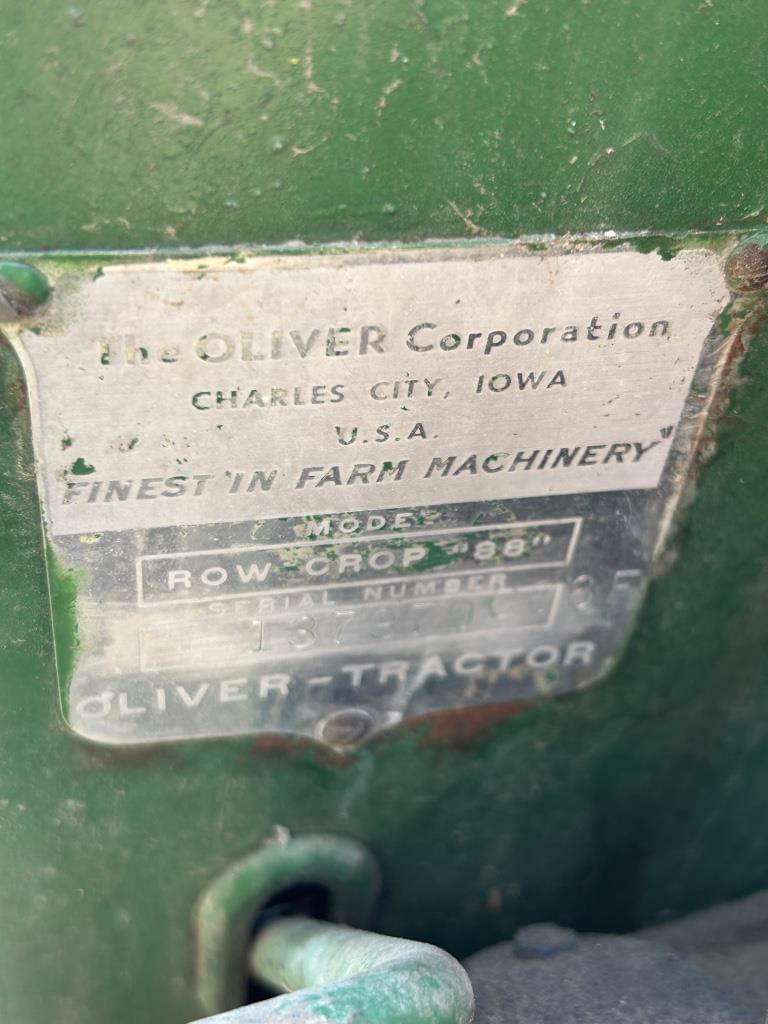 The OLIVER Corporation
CHARLES CITY, IOWA
U.S.A.
"FINEST IN FARM MACHINERY"
MODEL
ROW CROP "88"
SERIAL NUMBER
OLIVER-TRACTOR